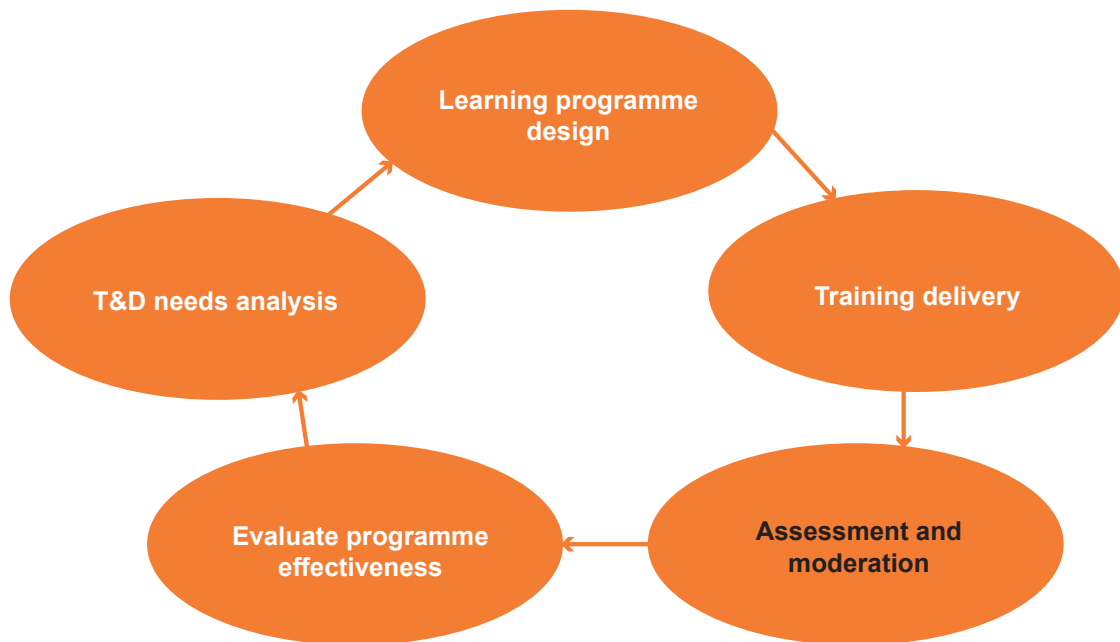 Learning programme
design
T&D needs analysis
Training delivery
Evaluate programme
effectiveness
Assessment and
moderation